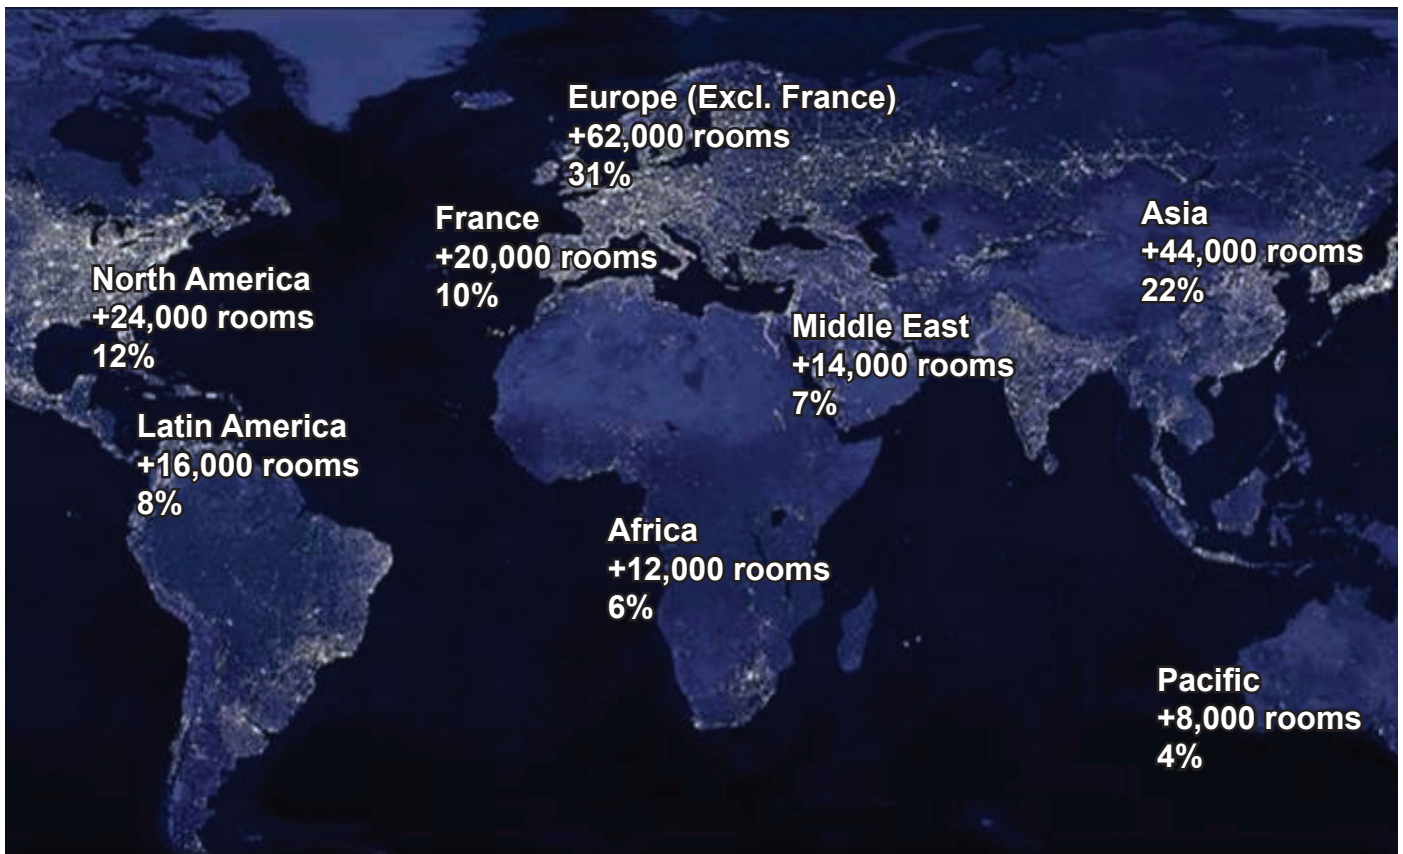 Europe (Excl. France)
+62,000 rooms
31%
France
+20,000 rooms
10%
Asia
+44,000 rooms
22%
North America
+24,000 rooms
12%
Middle East
+14,000 rooms
7%
Latin America
+16,000 rooms
8%
Africa
+12,000 rooms
6%
Pacific
+8,000 rooms
4%